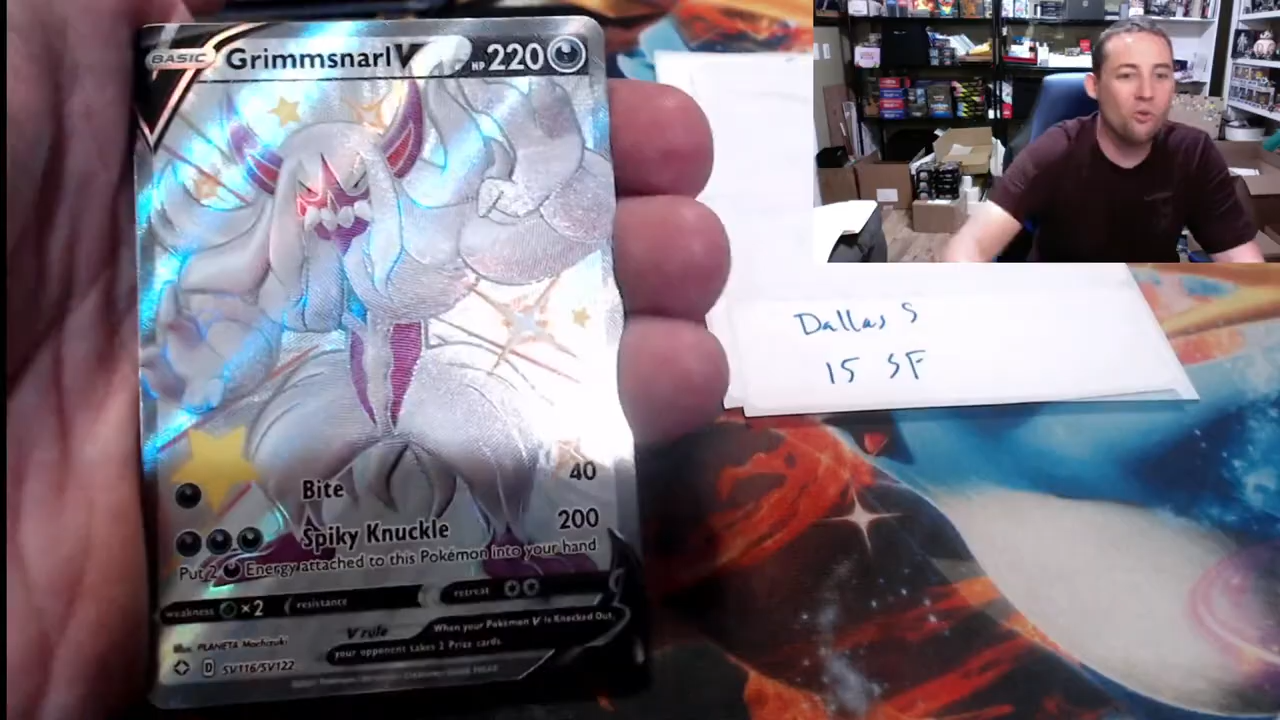 BASIC Grimmsnarl V HP 220
Bite 40
Spiky Knuckle 200
Put 2 Energy attached to this Pokémon into your hand
weakness ×2 resistance retreat
V rule When your Pokémon V is Knocked Out,
your opponent takes 2 Prize cards.
Illus. PLANETA Mochizuki
D SV116/SV122
Dallas S
15 SF